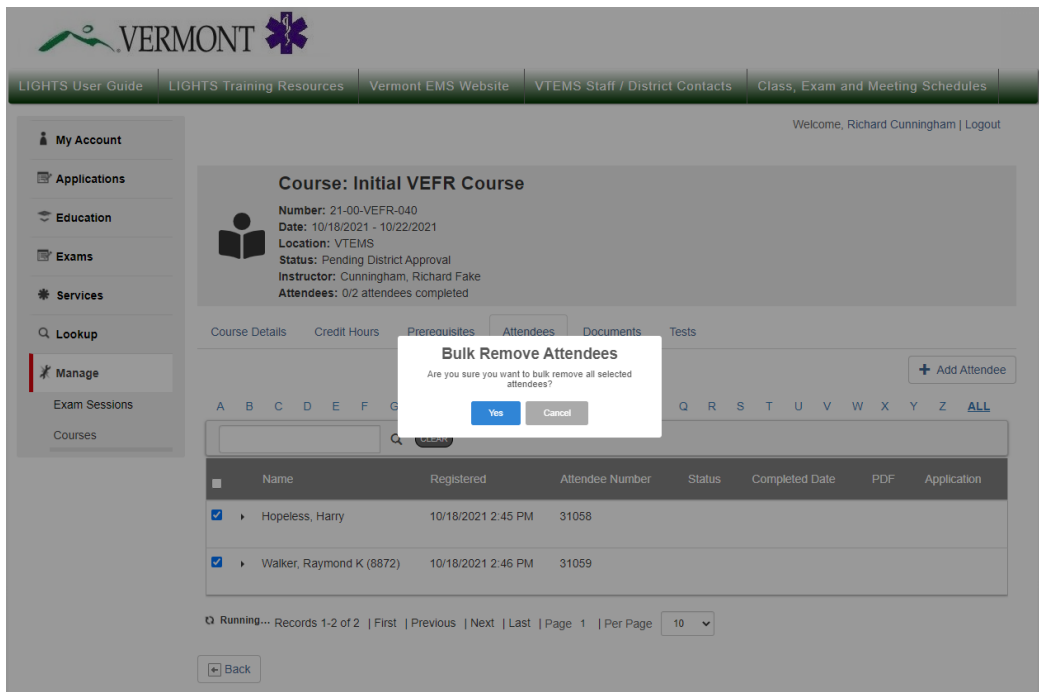 VERMONT
LIGHTS User Guide LIGHTS Training Resources Vermont EMS Website VTEMS Staff / District Contacts Class, Exam and Meeting Schedules
Welcome, Richard Cunningham | Logout
My Account
Applications
Education
Exams
Services
Lookup
Manage
Exam Sessions
Courses
Course: Initial VEFR Course
Number: 21-00-VEFR-040
Date: 10/18/2021 - 10/22/2021
Location: VTEMS
Status: Pending District Approval
Instructor: Cunningham, Richard Fake
Attendees: 0/2 attendees completed
Course Details Credit Hours Prerequisites Attendees Documents Tests
Bulk Remove Attendees
Are you sure you want to bulk remove all selected
attendees?
Yes Cancel
+ Add Attendee
A B C D E F G Q R S T U V W X Y Z ALL
CLEAR
Name Registered Attendee Number Status Completed Date PDF Application
Hopeless, Harry 10/18/2021 2:45 PM 31058
Walker, Raymond K (8872) 10/18/2021 2:46 PM 31059
Running... Records 1-2 of 2 | First | Previous | Next | Last | Page 1 | Per Page 10
Back